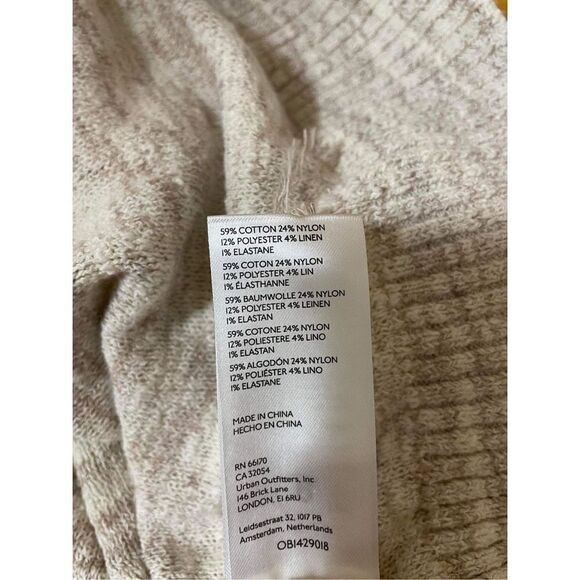 59% COTTON 24% NYLON
12% POLYESTER 4% LINEN
1% ELASTANE
59% COTON 24% NYLON
12% POLYESTER 4% LIN
1% ÉLASTHANNE
59% BAUMWOLLE 24% NYLON
12% POLYESTER 4% LEINEN
1% ELASTAN
59% COTONE 24% NYLON
12% POLIESTERE 4% LINO
1% ELASTAN
59% ALGODÓN 24% NYLON
12% POLIÉSTER 4% LINO
1% ELASTANE
MADE IN CHINA
HECHO EN CHINA
RN 66170
CA 32054
Urban Outfitters, Inc
146 Brick Lane
LONDON, E1 6RU
Leidsestraat 32, 1017 PB
Amsterdam, Netherlands
OB1429018